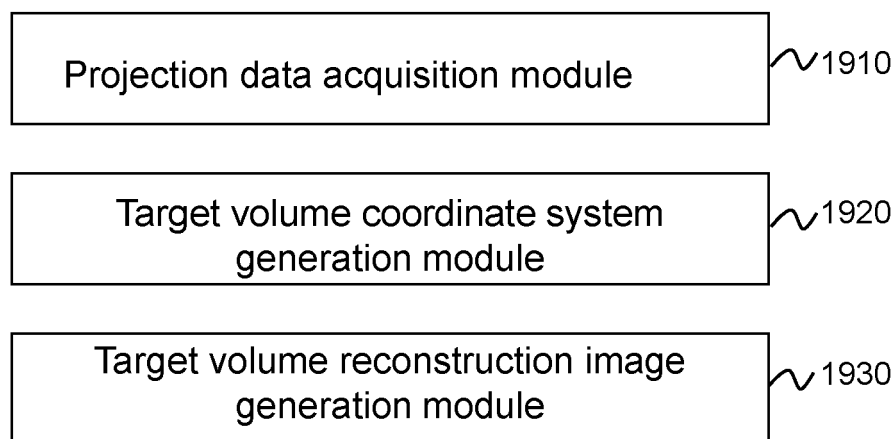 Projection data acquisition module
1910
Target volume coordinate system
generation module
1920
Target volume reconstruction image
generation module
1930